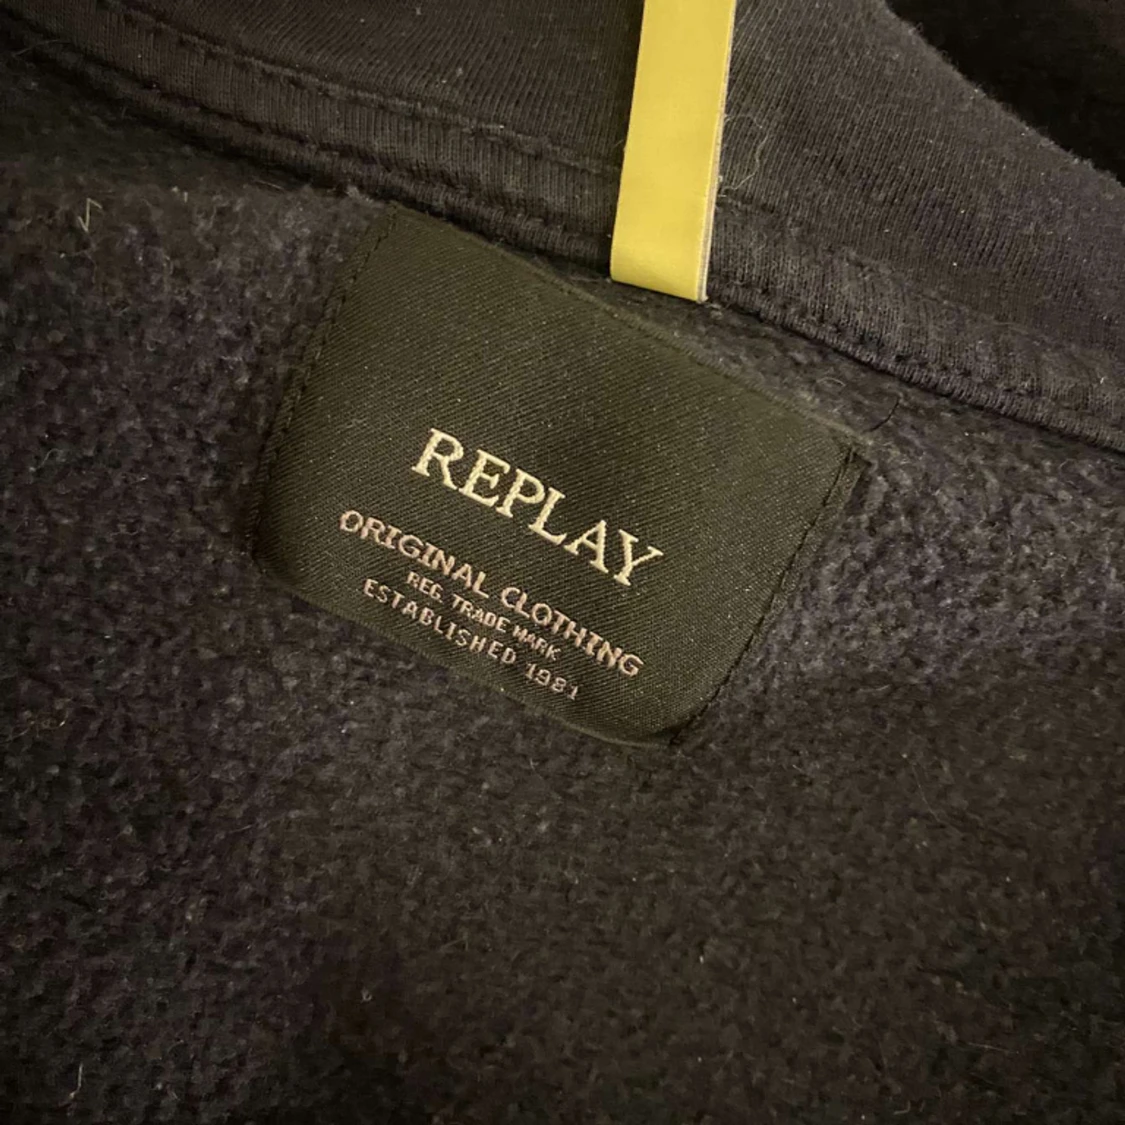 REPLAY
ORIGINAL CLOTHING
REG. TRADE MARK
ESTABLISHED 1981